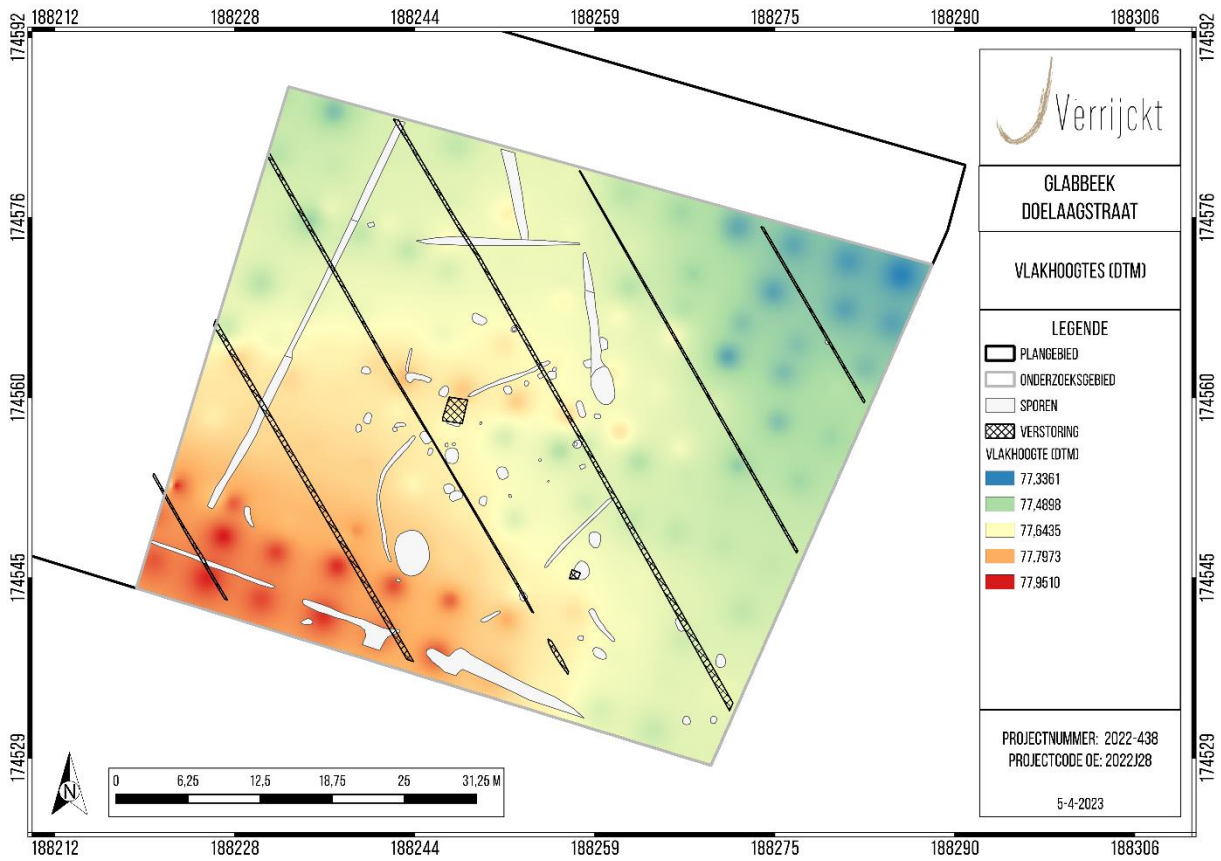 188212 188228 188244 188259 188275 188290 188306
174592 174592
174576 174576
174560 174560
174545 174545
174529 174529
Verrijckt
GLABBEEK
DOELAAGSTRAAT
VLAKHOOGTES (DTM)
LEGENDE
PLANGEBIED
ONDERZOEKSGEBIED
SPOREN
VERSTORING
VLAKHOOGTE (DTM)
77,3361
77,4898
77,6435
77,7973
77,9510
PROJECTNUMMER: 2022-438
PROJECTCODE OE: 2022J28
5-4-2023
N
0 6,25 12,5 18,75 25 31,25 M
188212 188228 188244 188259 188275 188290 188306